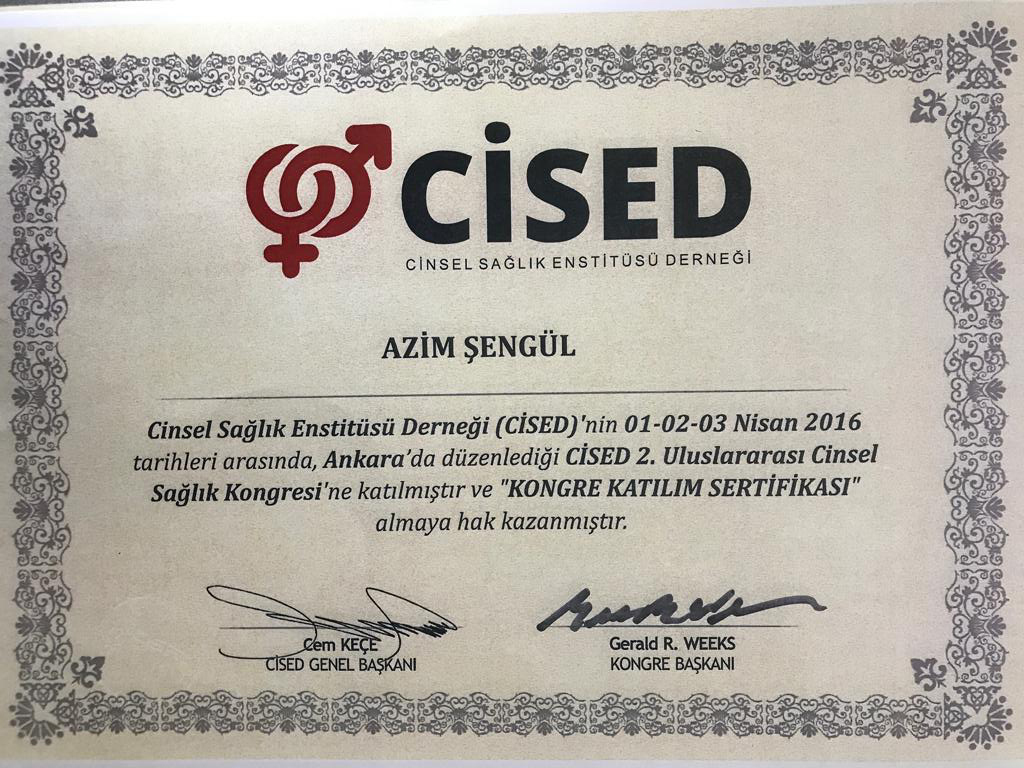 CİSED
CİNSEL SAĞLIK ENSTİTÜSÜ DERNEĞİ
AZİM ŞENGÜL
Cinsel Sağlık Enstitüsü Derneği (CİSED)'nin 01-02-03 Nisan 2016
tarihleri arasında, Ankara'da düzenlediği CİSED 2. Uluslararası Cinsel
Sağlık Kongresi'ne katılmıştır ve "KONGRE KATILIM SERTİFİKASI"
almaya hak kazanmıştır.
Cem KEÇE
CİSED GENEL BAŞKANI
Gerald R. WEEKS
KONGRE BAŞKANI